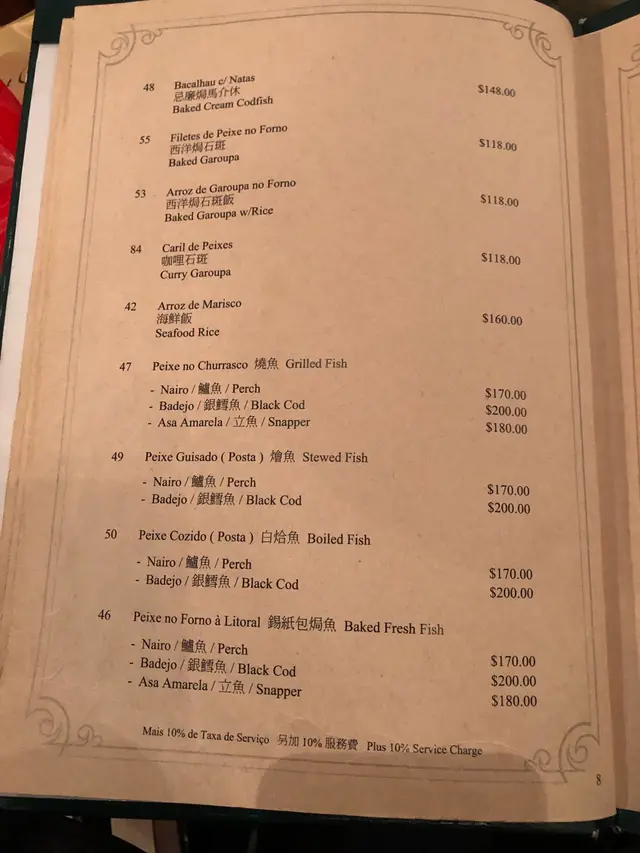 48 Bacalhau c/ Natas $148.00
忌廉焗馬介休
Baked Cream Codfish
55 Filetes de Peixe no Forno $118.00
西洋焗石斑
Baked Garoupa
53 Arroz de Garoupa no Forno $118.00
西洋焗石斑飯
Baked Garoupa w/Rice
84 Caril de Peixes $118.00
咖哩石斑
Curry Garoupa
42 Arroz de Marisco $160.00
海鮮飯
Seafood Rice
47 Peixe no Churrasco 燒魚 Grilled Fish
- Nairo / 鱸魚 / Perch $170.00
- Badejo / 銀鱈魚 / Black Cod $200.00
- Asa Amarela / 立魚 / Snapper $180.00
49 Peixe Guisado ( Posta ) 燴魚 Stewed Fish
- Nairo / 鱸魚 / Perch $170.00
- Badejo / 銀鱈魚 / Black Cod $200.00
50 Peixe Cozido ( Posta ) 白烚魚 Boiled Fish
- Nairo / 鱸魚 / Perch $170.00
- Badejo / 銀鱈魚 / Black Cod $200.00
46 Peixe no Forno à Litoral 錫紙包焗魚 Baked Fresh Fish
- Nairo / 鱸魚 / Perch $170.00
- Badejo / 銀鱈魚 / Black Cod $200.00
- Asa Amarela / 立魚 / Snapper $180.00
Mais 10% de Taxa de Serviço 另加 10% 服務費 Plus 10% Service Charge
8